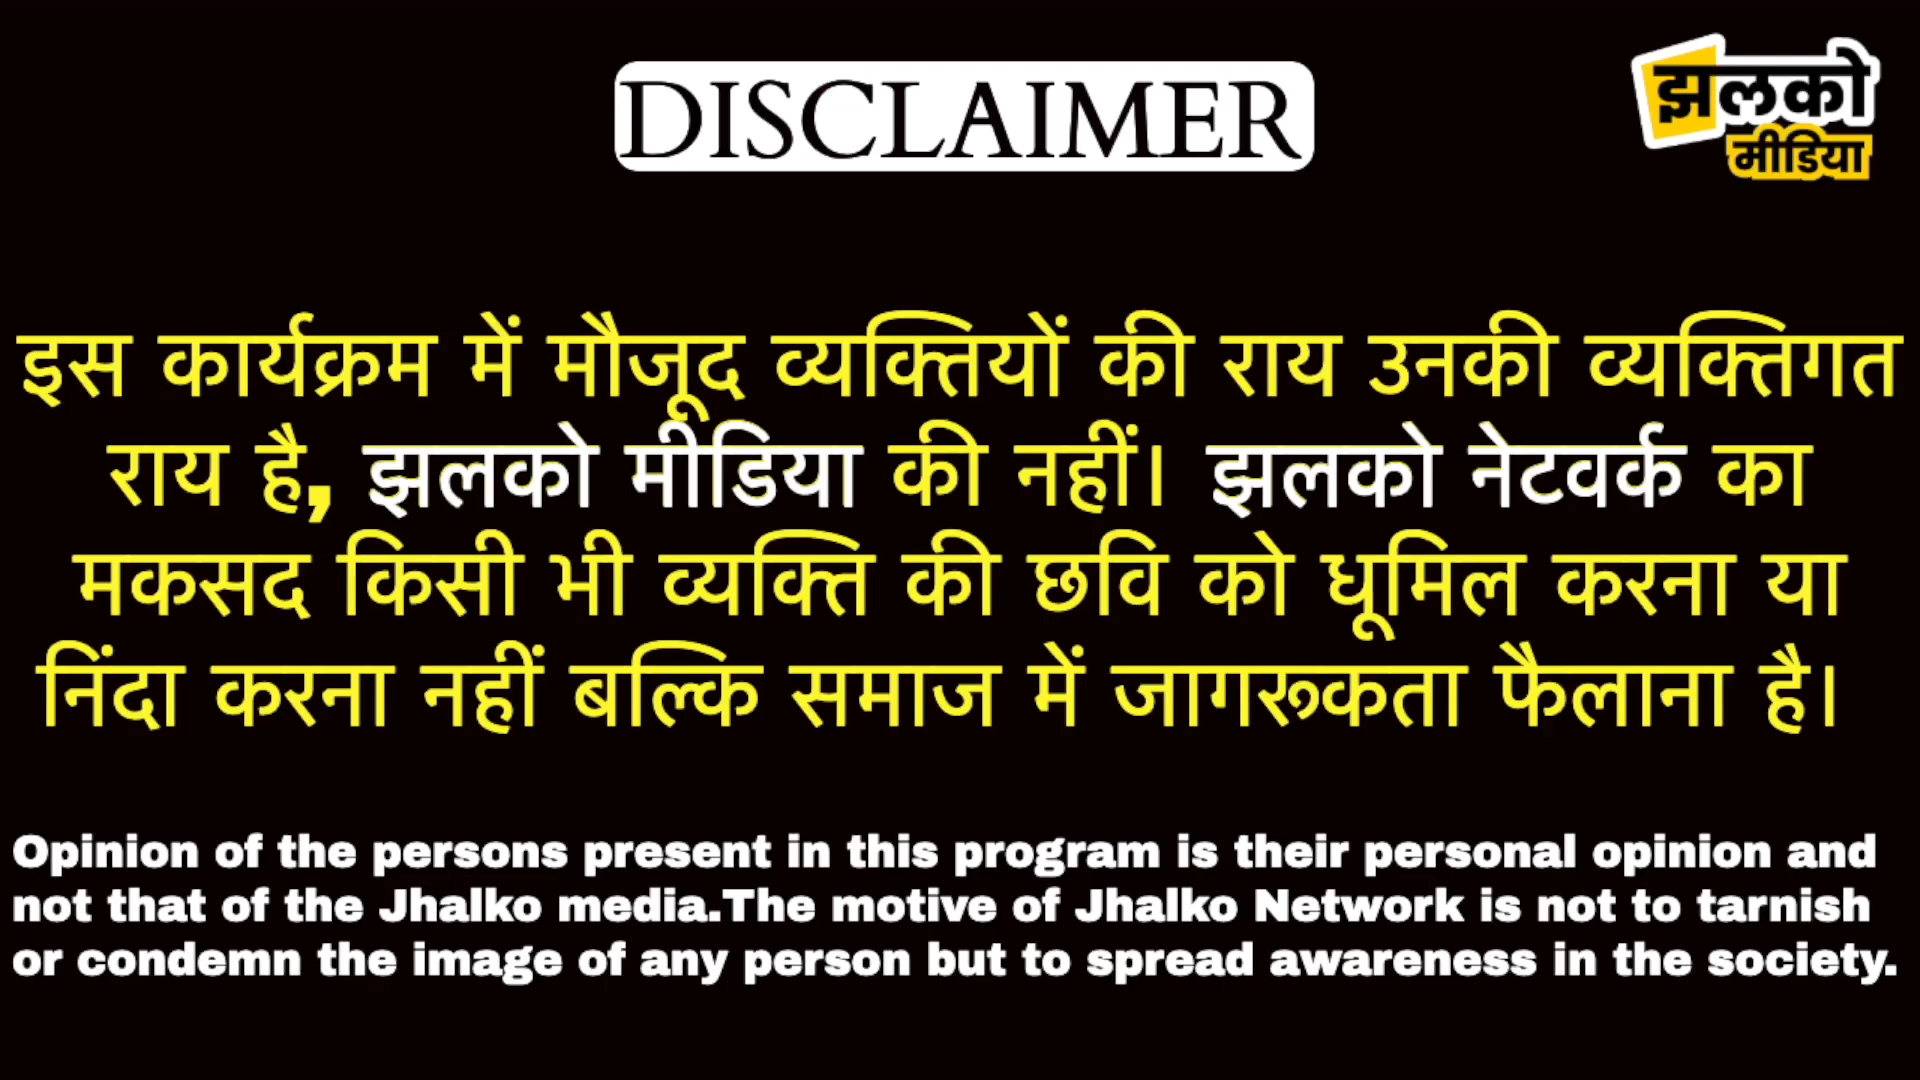 DISCLAIMER
झलको
मीडिया
इस कार्यक्रम में मौजूद व्यक्तियों की राय उनकी व्यक्तिगत
राय है, झलको मीडिया की नहीं। झलको नेटवर्क का
मकसद किसी भी व्यक्ति की छवि को धूमिल करना या
निंदा करना नहीं बल्कि समाज में जागरूकता फैलाना है।
Opinion of the persons present in this program is their personal opinion and
not that of the Jhalko media.The motive of Jhalko Network is not to tarnish
or condemn the image of any person but to spread awareness in the society.